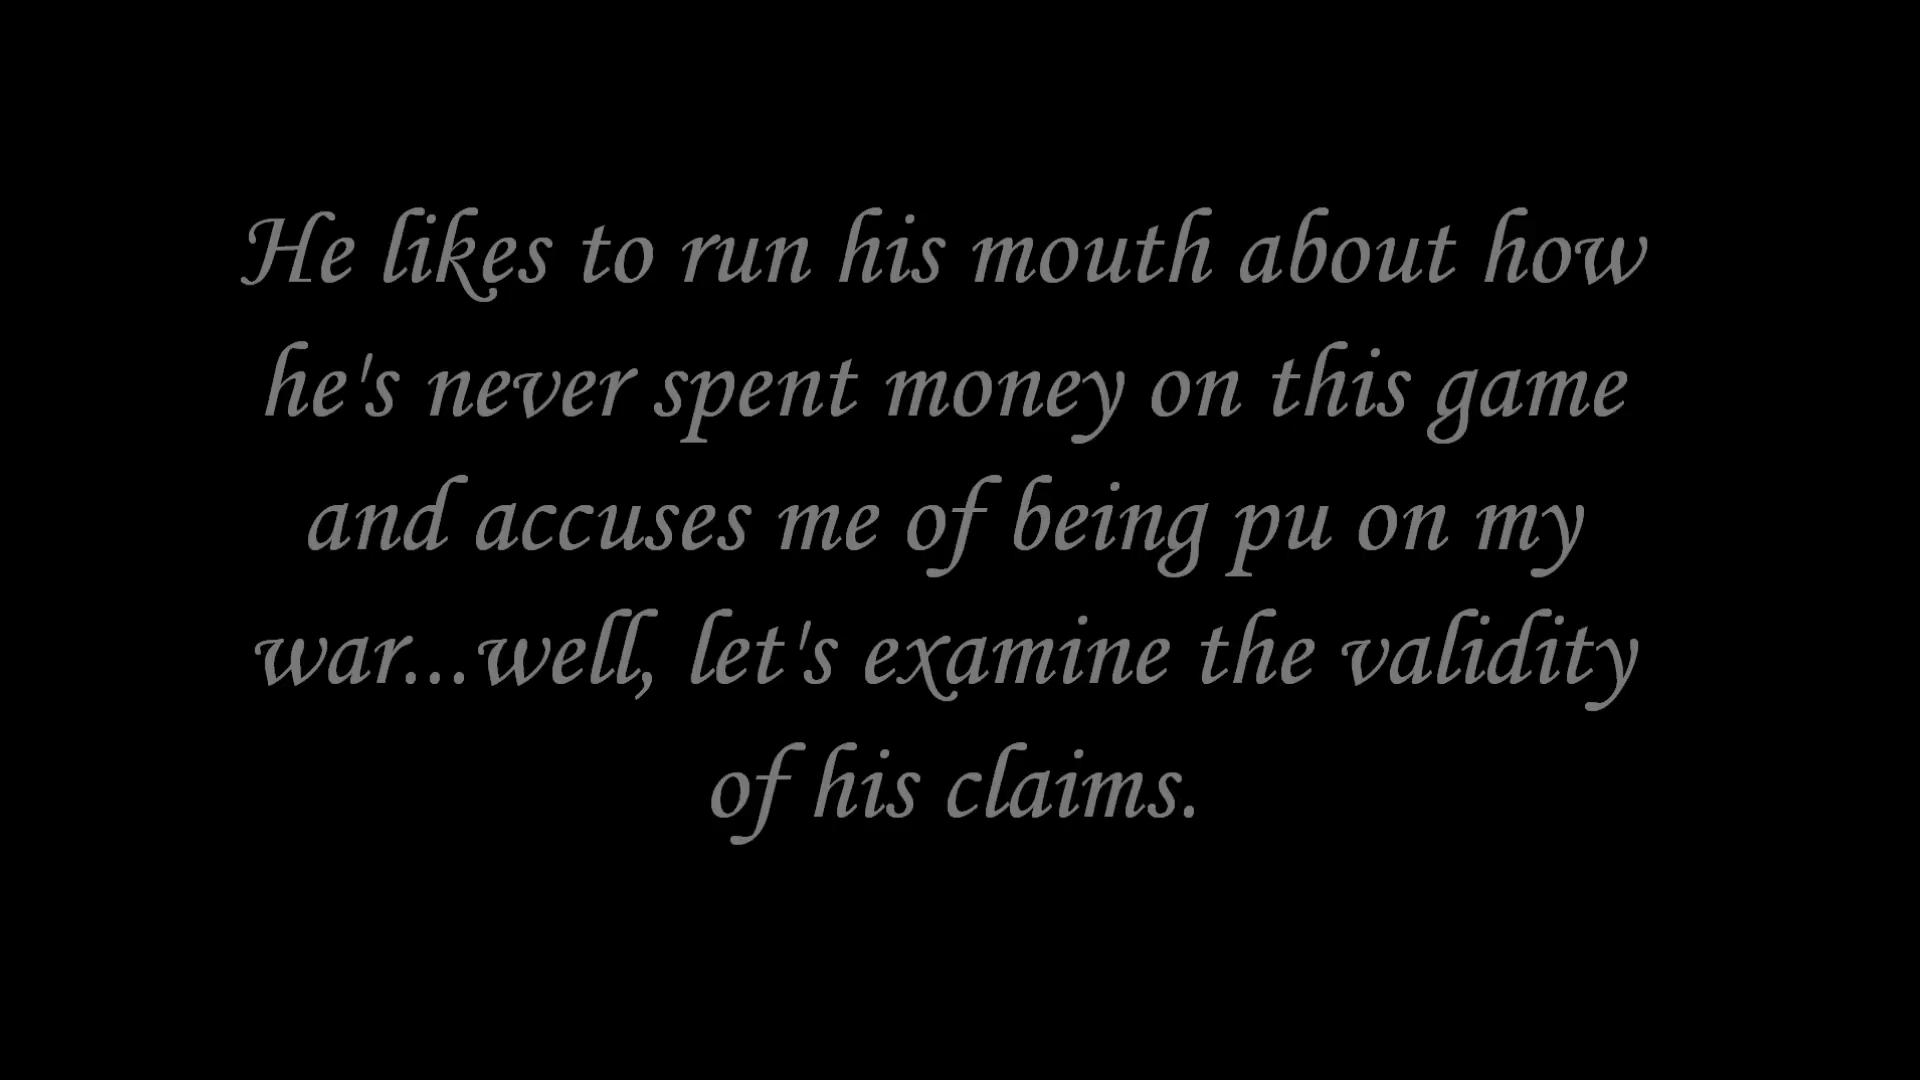 He likes to run his mouth about how
he's never spent money on this game
and accuses me of being pu on my
war...well, let's examine the validity
of his claims.